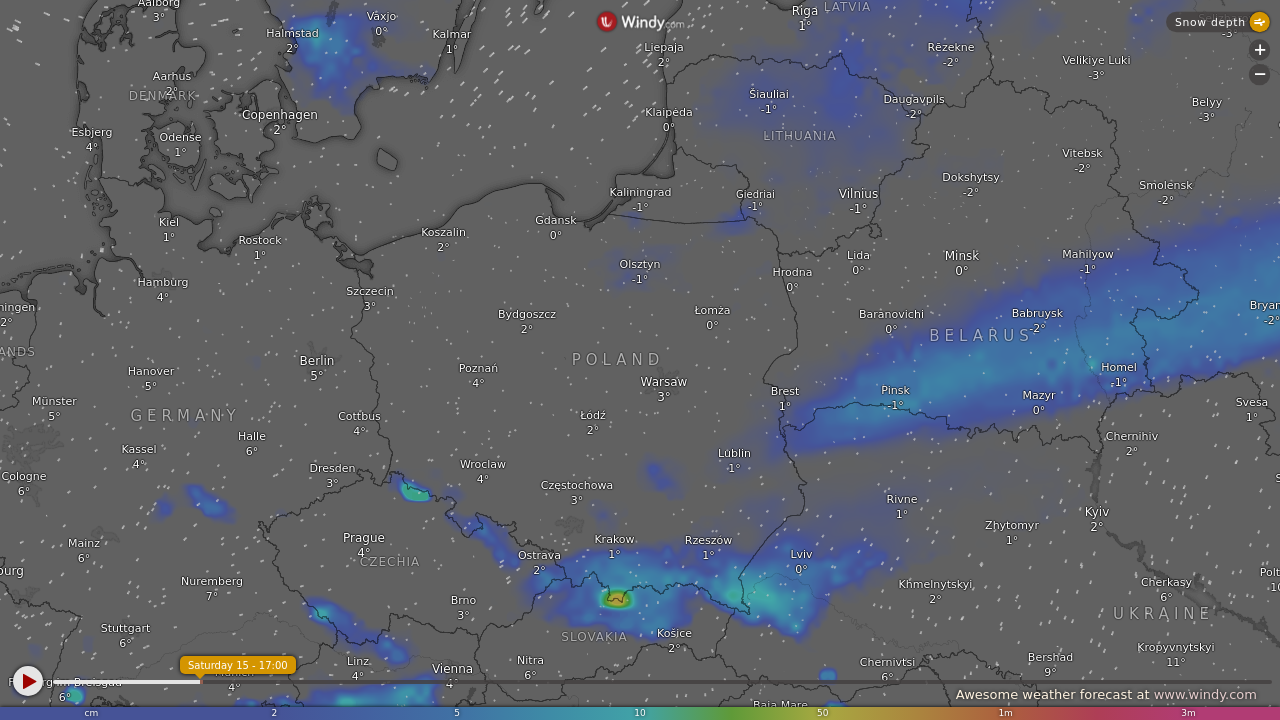 Aalborg
3°
Växjo
0°
Halmstad
2°
Kalmar
1°
Windy.com
Liepaja
2°
Riga
1°
LATVIA
Rēzekne
-2°
Velikiye Luki
-3°
-3°
Snow depth
+
−
Aarhus
2°
DENMARK
Copenhagen
2°
Esbjerg
4°
Odense
1°
Klaipėda
0°
Šiauliai
-1°
LITHUANIA
Daugavpils
-2°
Belyy
-3°
Vitebsk
-2°
Dokshytsy
-2°
Smolensk
-2°
Kaliningrad
-1°
Giedriai
-1°
Vilnius
-1°
Kiel
1°
Rostock
1°
Koszalin
2°
Gdansk
0°
Olsztyn
-1°
Hrodna
0°
Lida
0°
Minsk
0°
Mahilyow
-1°
Hamburg
4°
Szczecin
3°
Bydgoszcz
2°
Łomża
0°
Baranovichi
0°
Babruysk
-2°
Bryan
-2°
ningen
2°
ANDS
BELARUS
POLAND
Hanover
5°
Berlin
5°
Poznań
4°
Warsaw
3°
Brest
1°
Pinsk
-1°
Homel
-1°
Mazyr
0°
Svesa
1°
Münster
5°
GERMANY
Cottbus
4°
Łódź
2°
Kassel
4°
Halle
6°
Chernihiv
2°
Cologne
6°
Dresden
3°
Wroclaw
4°
Lublin
1°
Częstochowa
3°
Rivne
1°
Zhytomyr
1°
Kyiv
2°
Mainz
6°
Prague
4°
CZECHIA
Ostrava
2°
Krakow
1°
Rzeszow
1°
Lviv
0°
Nuremberg
7°
Brno
3°
Khmelnytskyi
2°
Cherkasy
6°
Polt
10
UKRAINE
Stuttgart
6°
SLOVAKIA
Košice
2°
Kropyvnytskyi
11°
Saturday 15 - 17:00
Linz
4°
Vienna
4
Nitra
6°
Chernivtsi
6°
Bershad
9°
6°
4°
Awesome weather forecast at www.windy.com
Baia Mare
cm 2 5 10 50 1m 3m